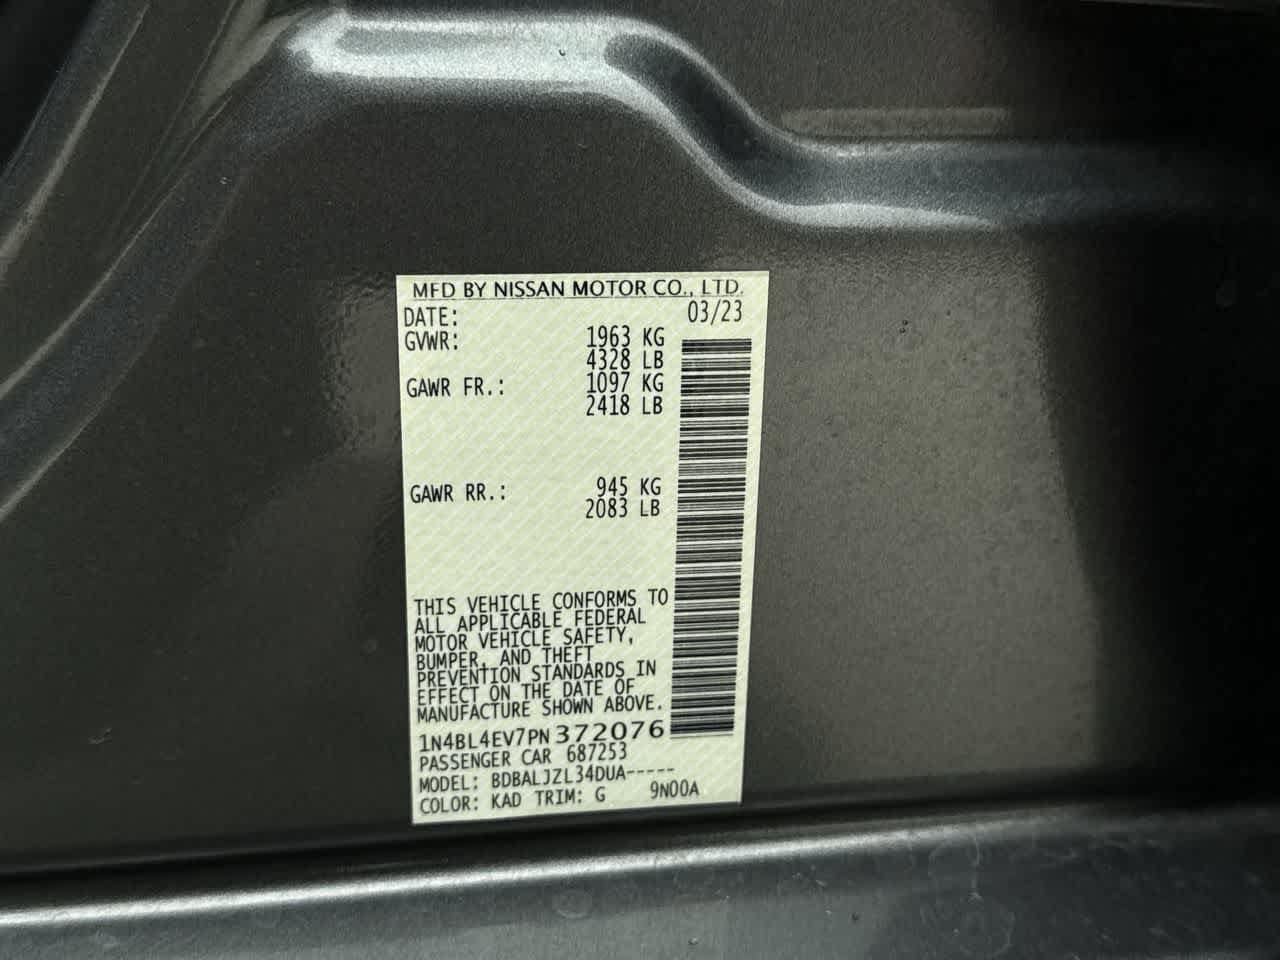 MFD BY NISSAN MOTOR CO., LTD.
DATE: 03/23
GVWR: 1963 KG
4328 LB
GAWR FR.: 1097 KG
2418 LB
GAWR RR.: 945 KG
2083 LB
THIS VEHICLE CONFORMS TO
ALL APPLICABLE FEDERAL
MOTOR VEHICLE SAFETY,
BUMPER, AND THEFT
PREVENTION STANDARDS IN
EFFECT ON THE DATE OF
MANUFACTURE SHOWN ABOVE.
1N4BL4EV7PN372076
PASSENGER CAR 687253
MODEL: BDBALJZL34DUA-----
COLOR: KAD TRIM: G 9N00A